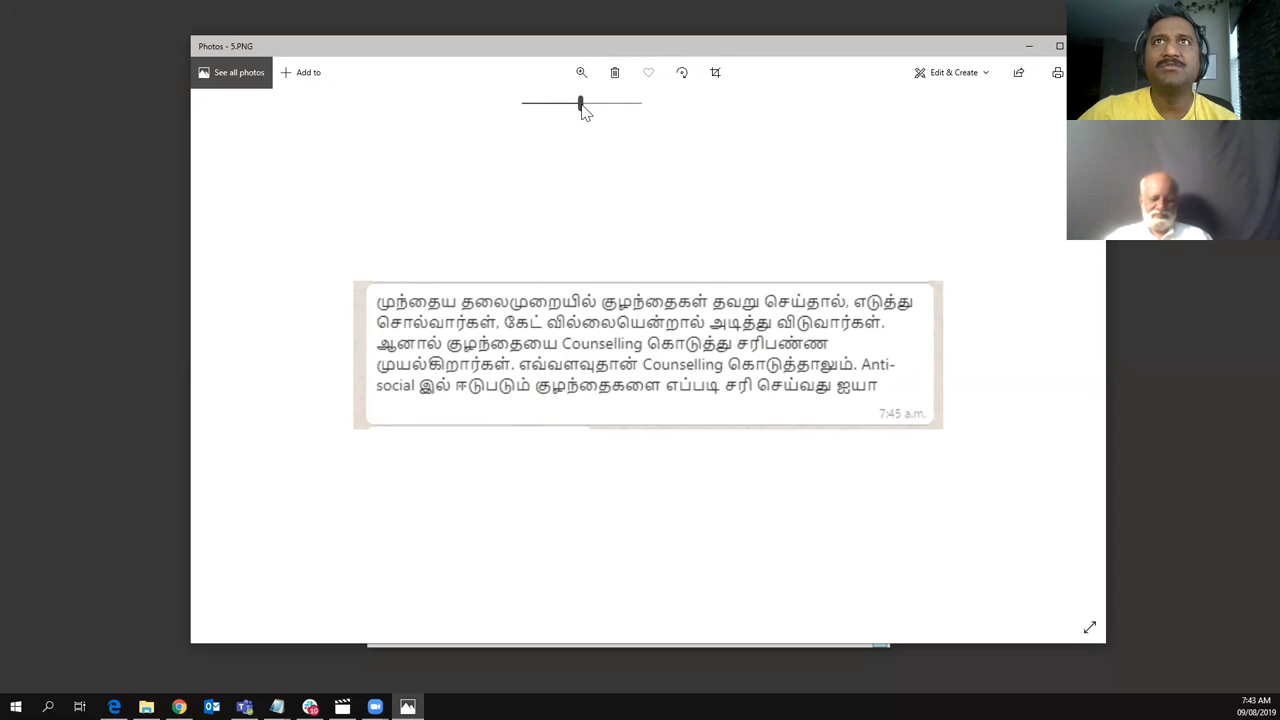 Photos - 5.PNG
See all photos
Add to
Edit & Create
முந்தைய தலைமுறையில் குழந்தைகள் தவறு செய்தால், எடுத்து
சொல்வார்கள், கேட் வில்லையென்றால் அடித்து விடுவார்கள்.
ஆனால் குழந்தையை Counselling கொடுத்து சரிபண்ண
முயல்கிறார்கள். எவ்வளவுதான் Counselling கொடுத்தாலும். Anti-
social இல் ஈடுபடும் குழந்தைகளை எப்படி சரி செய்வது ஐயா
7:45 a.m.
10
7:43 AM
09/08/2019